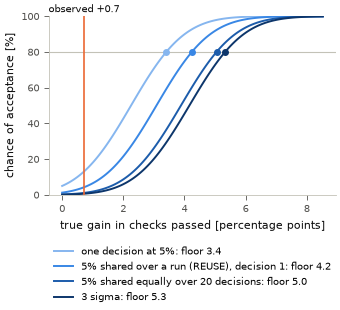 observed +0.7
100
80
60
40
20
0
chance of acceptance [%]
0 2 4 6 8
true gain in checks passed [percentage points]
one decision at 5%: floor 3.4
5% shared over a run (REUSE), decision 1: floor 4.2
5% shared equally over 20 decisions: floor 5.0
3 sigma: floor 5.3